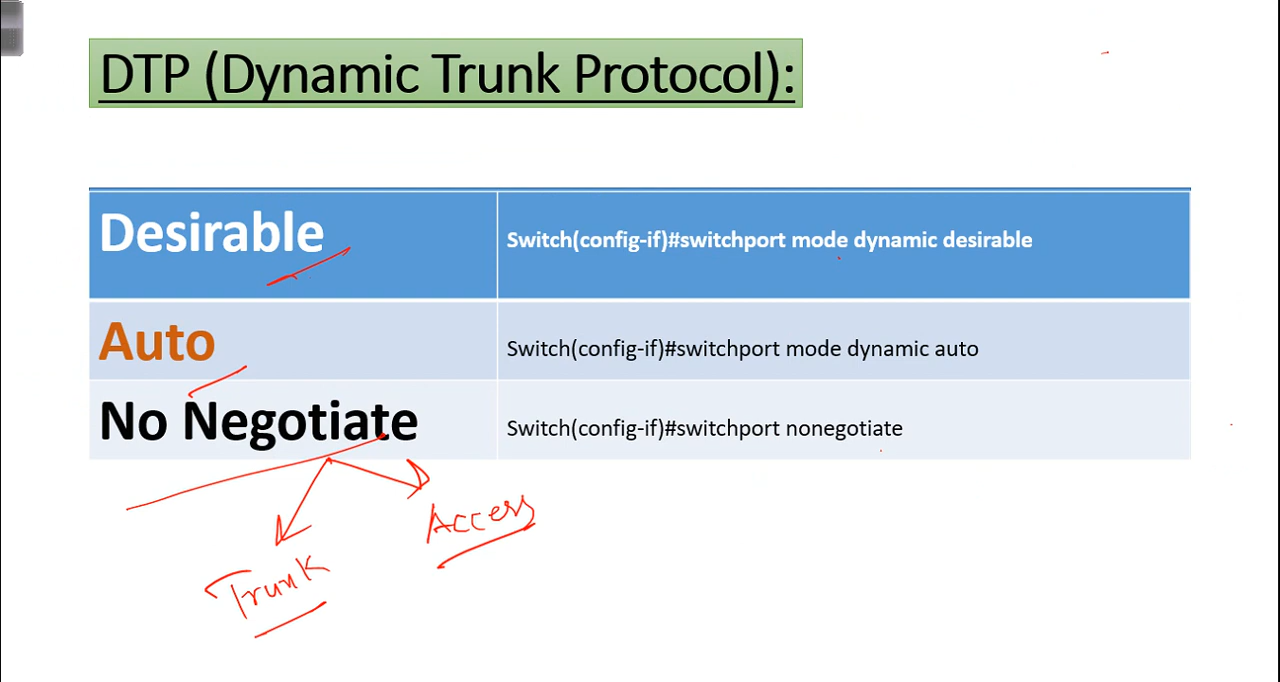 DTP (Dynamic Trunk Protocol):
Desirable
Switch(config-if)#switchport mode dynamic desirable
Auto
Switch(config-if)#switchport mode dynamic auto
No Negotiate
Switch(config-if)#switchport nonegotiate
Access
Trunk